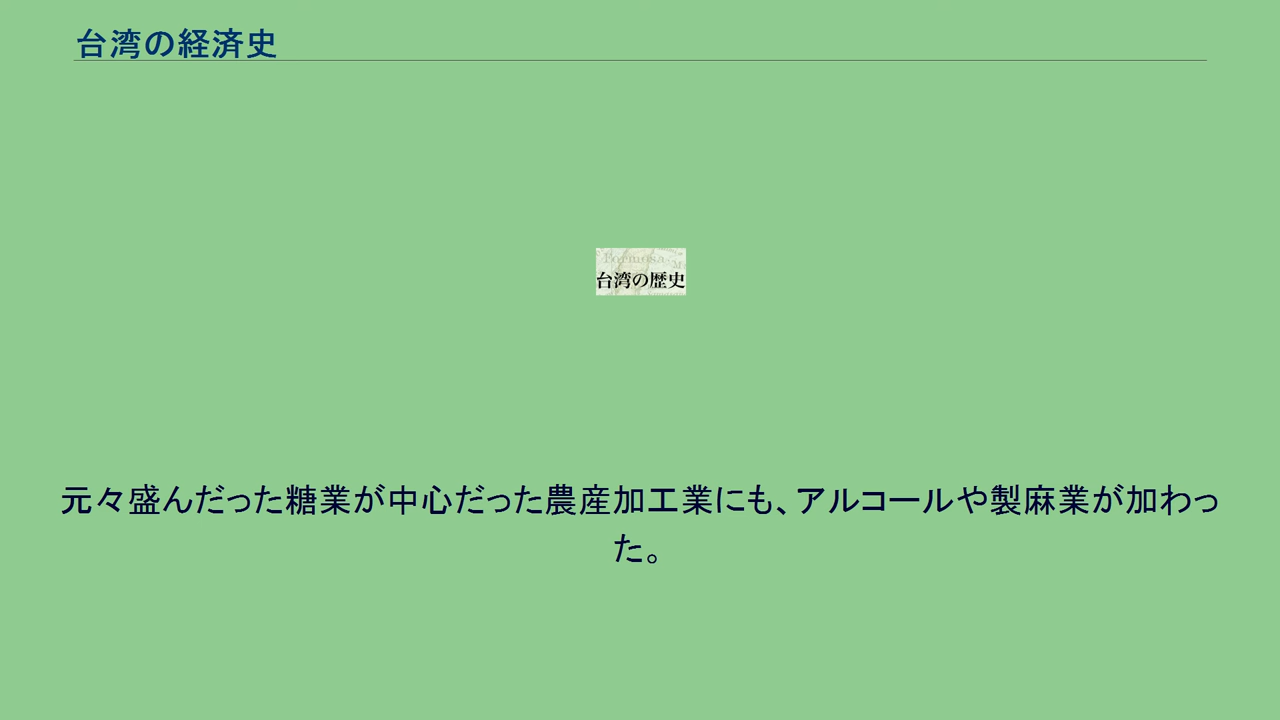 台湾の経済史
Formosa
台湾の歴史
元々盛んだった糖業が中心だった農産加工業にも、アルコールや製麻業が加わっ
た。